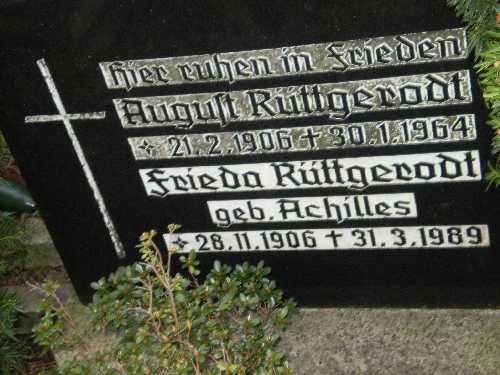 Hier ruhen in Frieden
August Rüttgerodt
* 21.2.1906 + 30.1.1964
Frieda Rüttgerodt
geb. Achilles
* 28.11.1906 + 31.3.1989